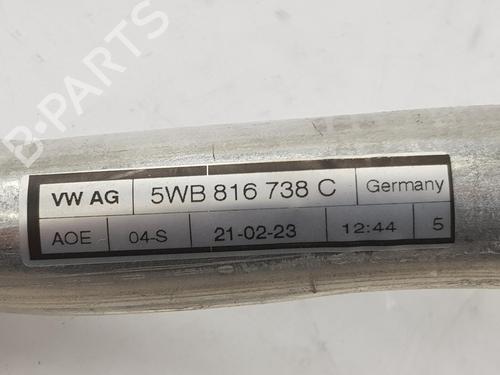 B-PARTS
VW AG 5WB 816 738 C Germany
AOE 04-S 21-02-23 12:44 5